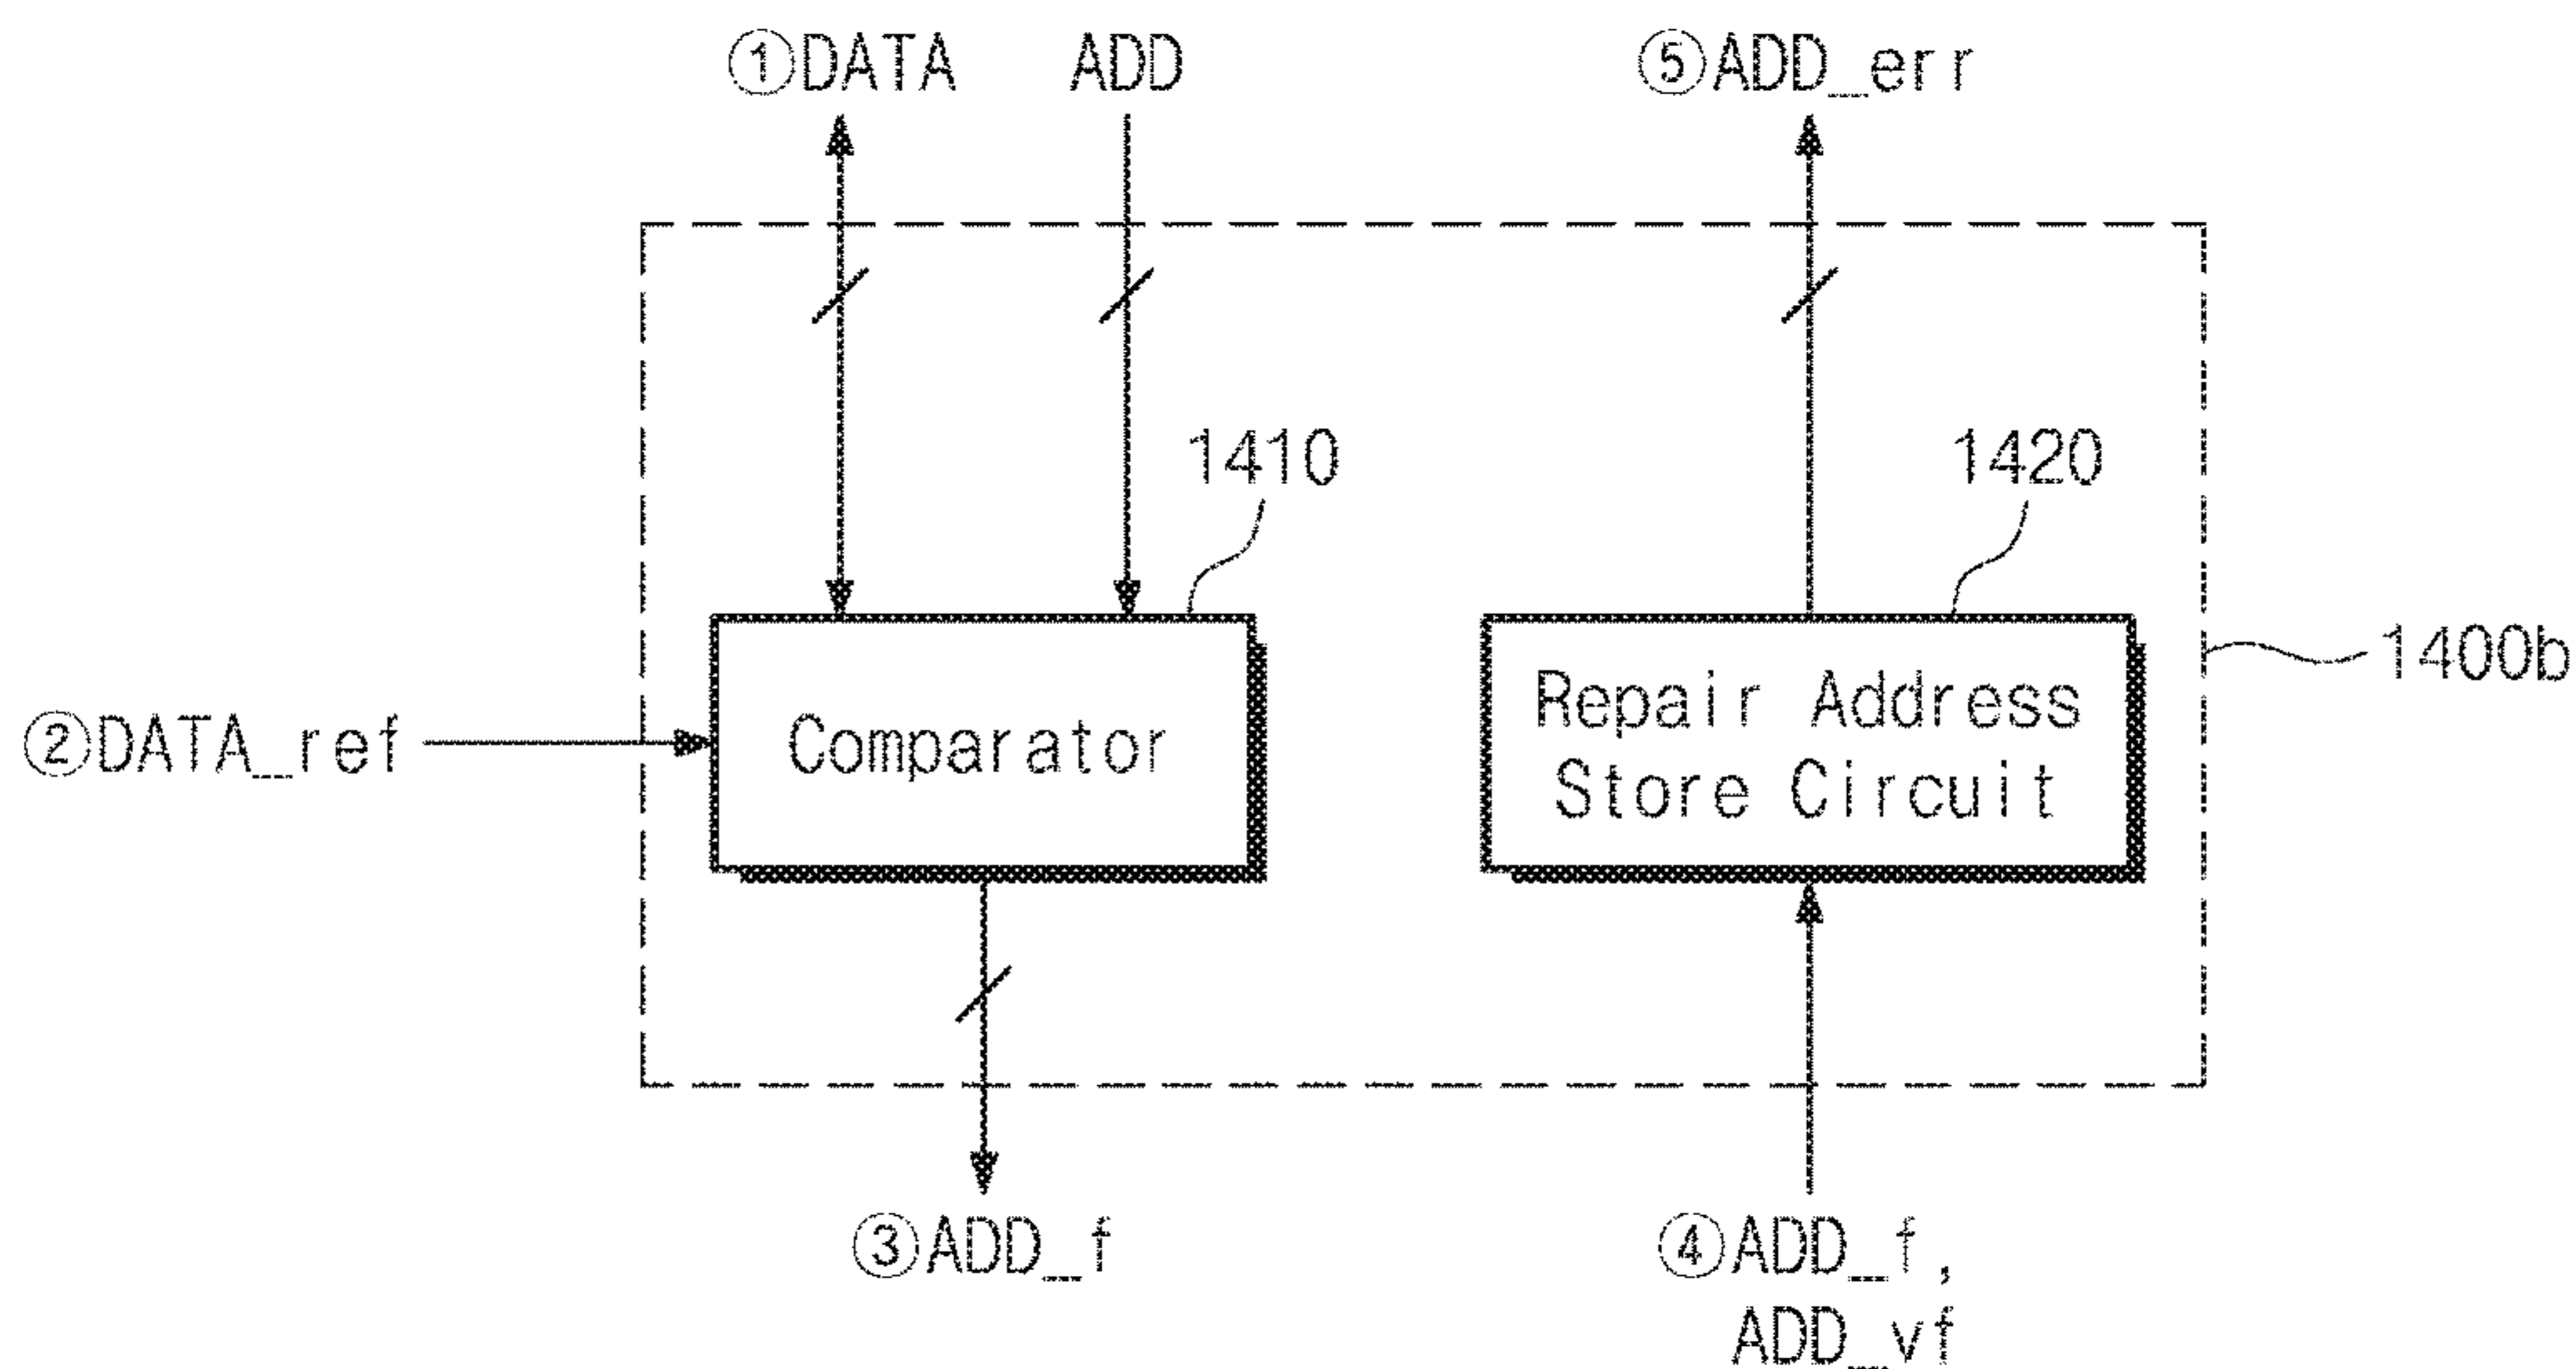 ①DATA ADD ⑤ADD_err
1410 1420
1400b
②DATA_ref
Comparator
Repair Address
Store Circuit
③ADD_f ④ADD_f,
ADD_vf